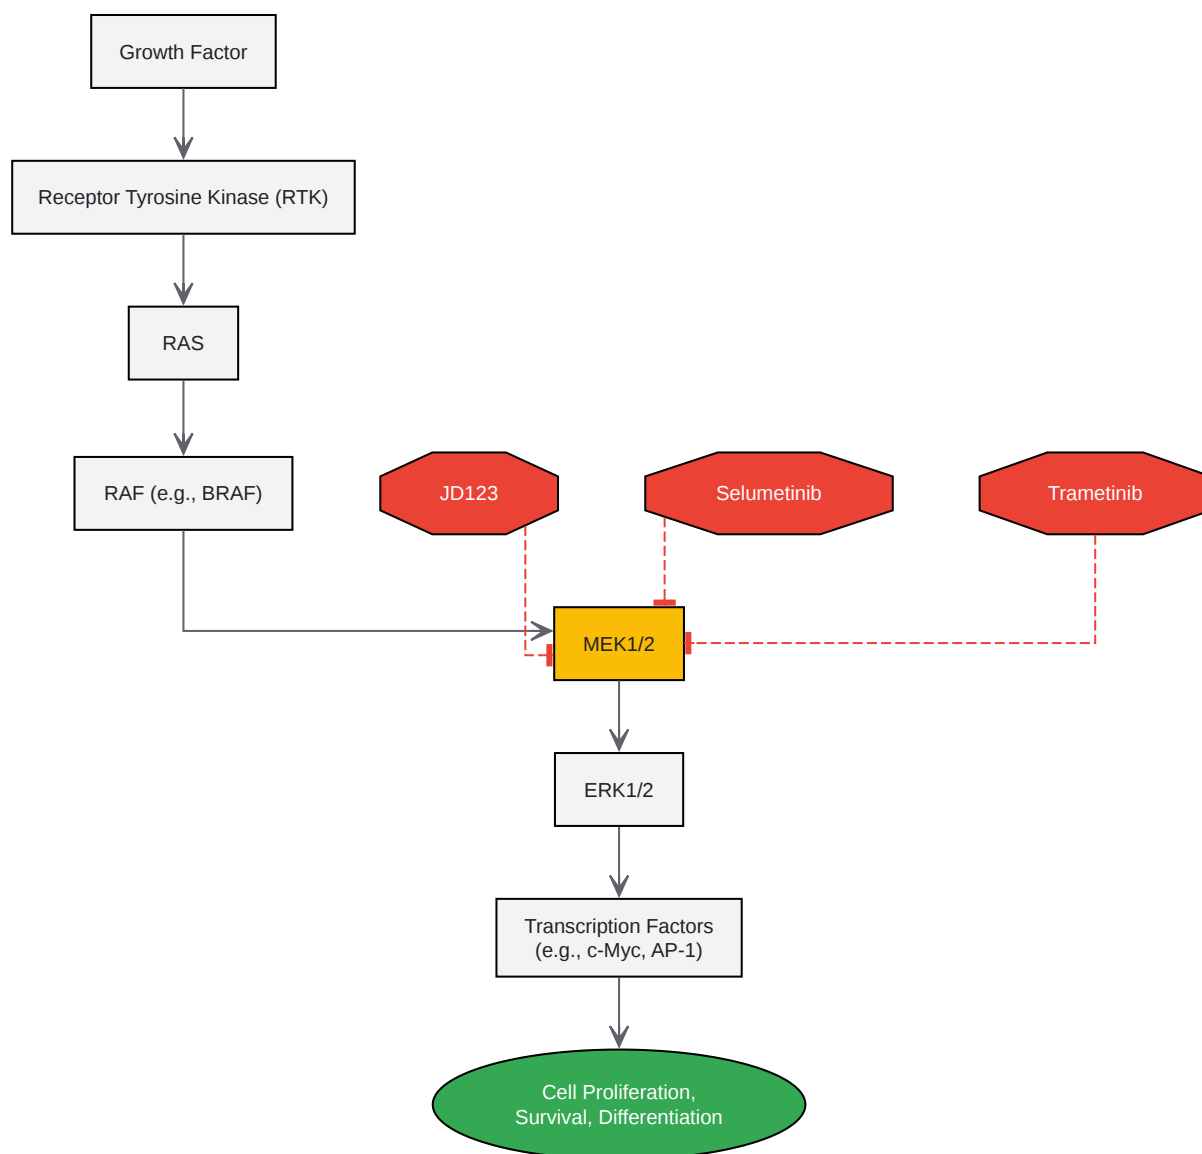 Growth Factor
Receptor Tyrosine Kinase (RTK)
RAS
RAF (e.g., BRAF)
JD123
Selumetinib
Trametinib
MEK1/2
ERK1/2
Transcription Factors
(e.g., c-Myc, AP-1)
Cell Proliferation,
Survival, Differentiation